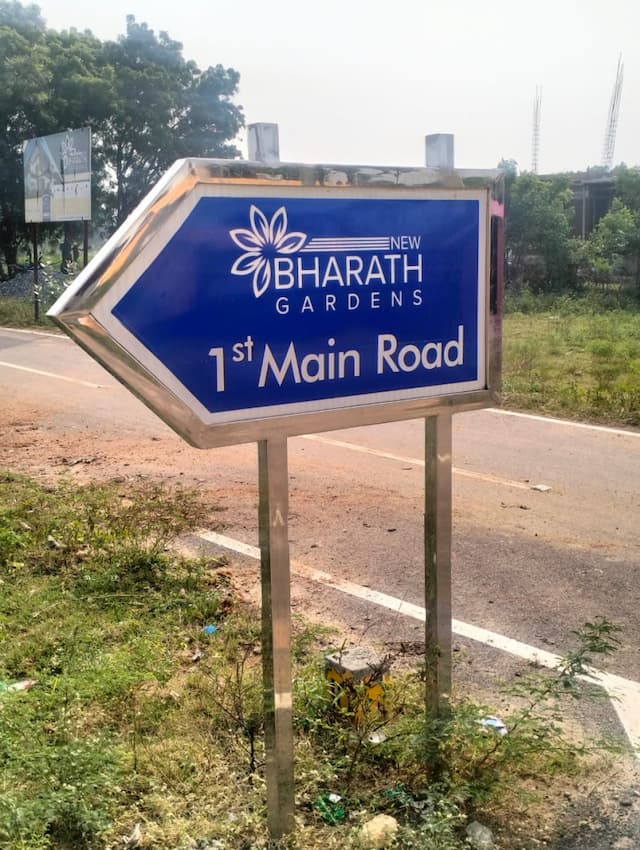 NEW
BHARATH
GARDENS
1st Main Road